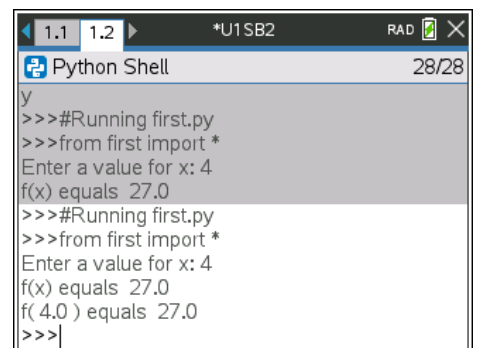 1.1 1.2 *U1SB2 RAD
Python Shell 28/28
y
>>>#Running first.py
>>>from first import *
Enter a value for x: 4
f(x) equals  27.0
>>>#Running first.py
>>>from first import *
Enter a value for x: 4
f(x) equals  27.0
f( 4.0 ) equals  27.0
>>>